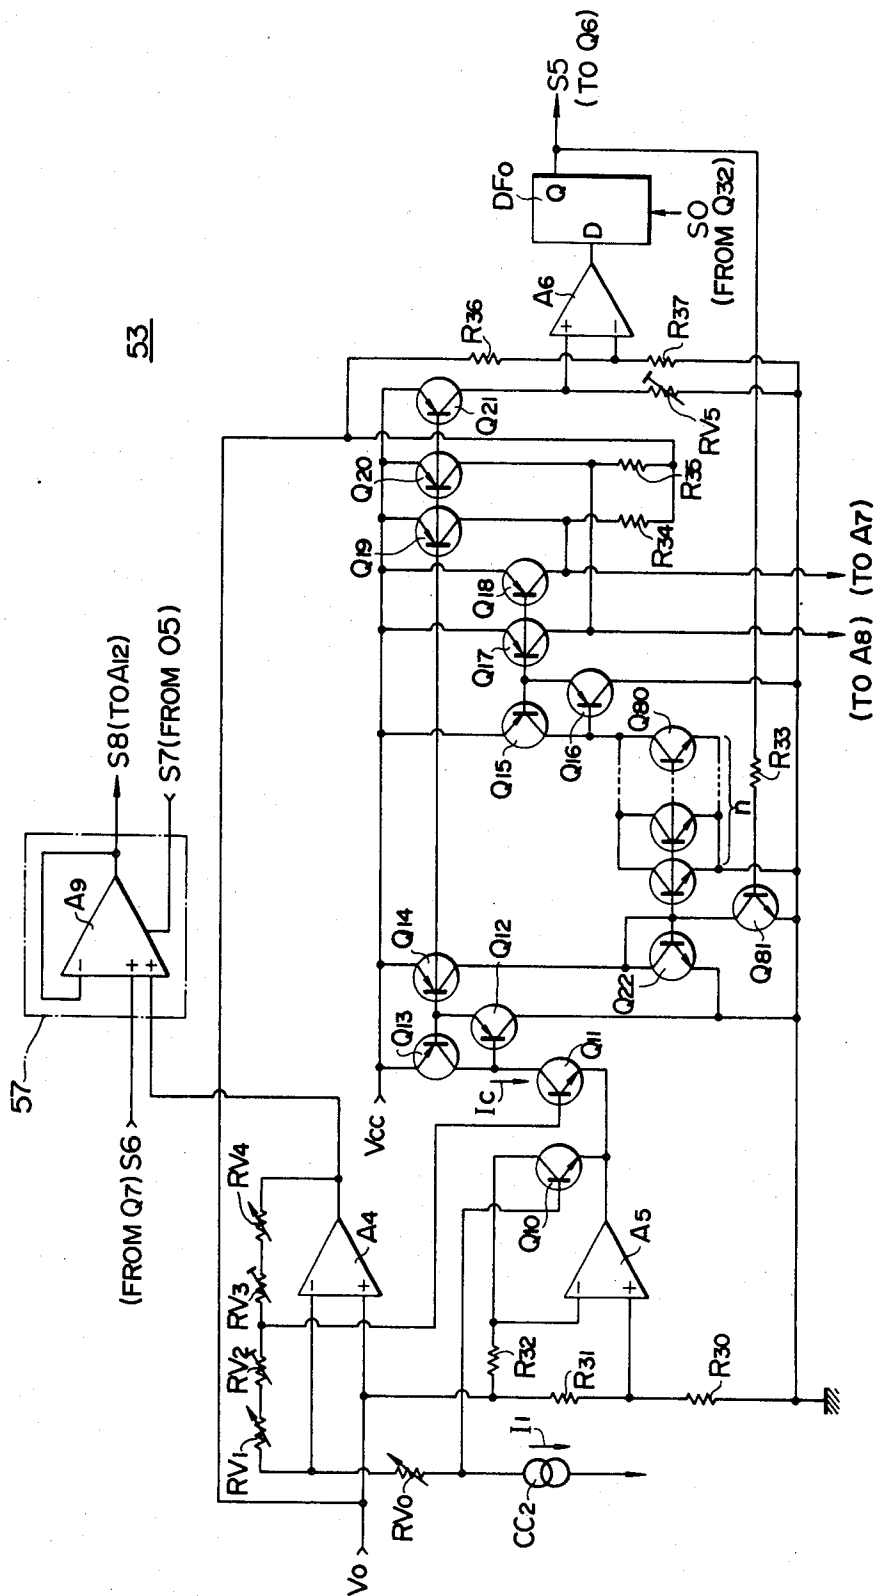 53
57
A9
−
+
+
S8(TO A12)
S7(FROM O5)
(FROM Q7) S6
RV1
RV2
RV3
RV4
A4
−
+
VCC
V0
RV0
CC2
I1
R32
R31
R30
Q10
A5
−
+
IC
Q11
Q12
Q13
Q14
Q22
Q81
Q15
Q16
Q80
n
R33
Q17
Q18
Q19
Q20
Q21
R34
R35
R36
R37
RV5
A6
+
−
DF0
D
Q
S0
(FROM Q32)
S5
(TO Q6)
(TO A8)
(TO A7)